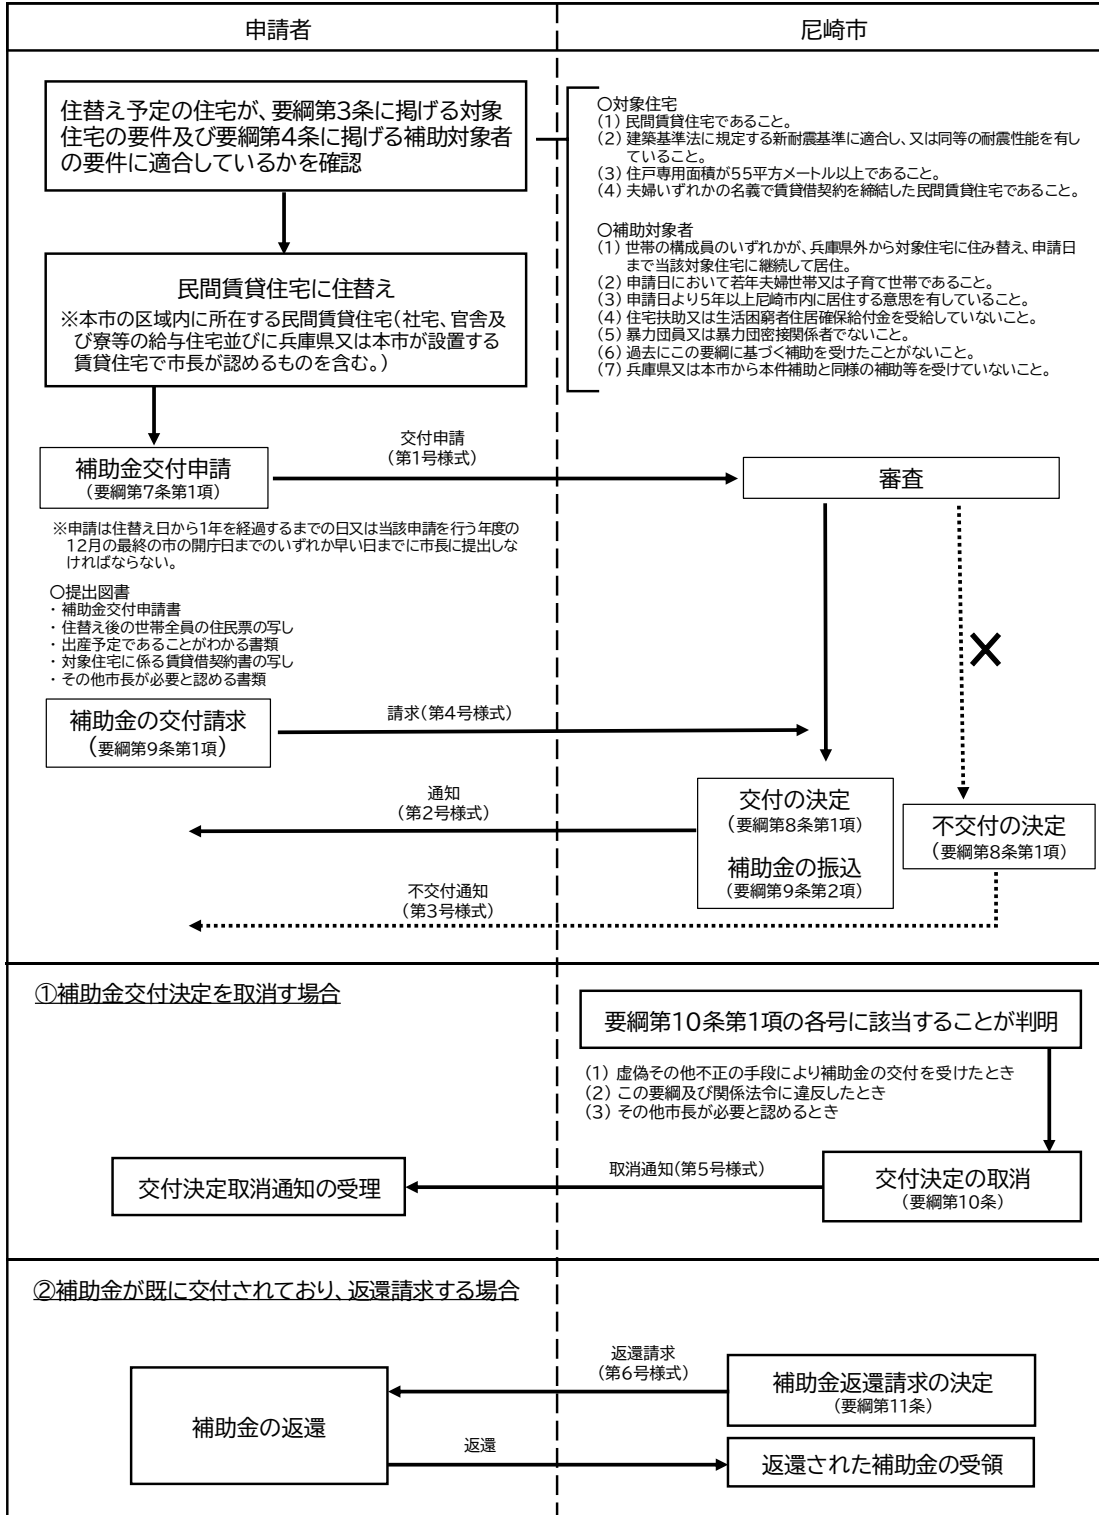 申請者
尼崎市
住替え予定の住宅が、要綱第3条に掲げる対象
住宅の要件及び要綱第4条に掲げる補助対象者
の要件に適合しているかを確認
○対象住宅
(1) 民間賃貸住宅であること。
(2) 建築基準法に規定する新耐震基準に適合し、又は同等の耐震性能を有し
ていること。
(3) 住戸専用面積が55平方メートル以上であること。
(4) 夫婦いずれかの名義で賃貸借契約を締結した民間賃貸住宅であること。
○補助対象者
(1) 世帯の構成員のいずれかが、兵庫県外から対象住宅に住み替え、申請日
まで当該対象住宅に継続して居住。
(2) 申請日において若年夫婦世帯又は子育て世帯であること。
(3) 申請日より5年以上尼崎市内に居住する意思を有していること。
(4) 住宅扶助又は生活困窮者住居確保給付金を受給していないこと。
(5) 暴力団員又は暴力団密接関係者でないこと。
(6) 過去にこの要綱に基づく補助を受けたことがないこと。
(7) 兵庫県又は本市から本件補助と同様の補助等を受けていないこと。
民間賃貸住宅に住替え
※本市の区域内に所在する民間賃貸住宅(社宅、官舎及
び寮等の給与住宅並びに兵庫県又は本市が設置する
賃貸住宅で市長が認めるものを含む。)
補助金交付申請
(要綱第7条第1項)
交付申請
(第1号様式)
審査
※申請は住替え日から1年を経過するまでの日又は当該申請を行う年度の
12月の最終の市の開庁日までのいずれか早い日までに市長に提出しな
ければならない。
○提出図書
・ 補助金交付申請書
・ 住替え後の世帯全員の住民票の写し
・ 出産予定であることがわかる書類
・ 対象住宅に係る賃貸借契約書の写し
・ その他市長が必要と認める書類
補助金の交付請求
(要綱第9条第1項)
請求(第4号様式)
通知
(第2号様式)
交付の決定
(要綱第8条第1項)
補助金の振込
(要綱第9条第2項)
不交付の決定
(要綱第8条第1項)
不交付通知
(第3号様式)
①補助金交付決定を取消す場合
要綱第10条第1項の各号に該当することが判明
(1) 虚偽その他不正の手段により補助金の交付を受けたとき
(2) この要綱及び関係法令に違反したとき
(3) その他市長が必要と認めるとき
交付決定取消通知の受理
取消通知(第5号様式)
交付決定の取消
(要綱第10条)
②補助金が既に交付されており、返還請求する場合
補助金の返還
返還請求
(第6号様式)
補助金返還請求の決定
(要綱第11条)
返還
返還された補助金の受領